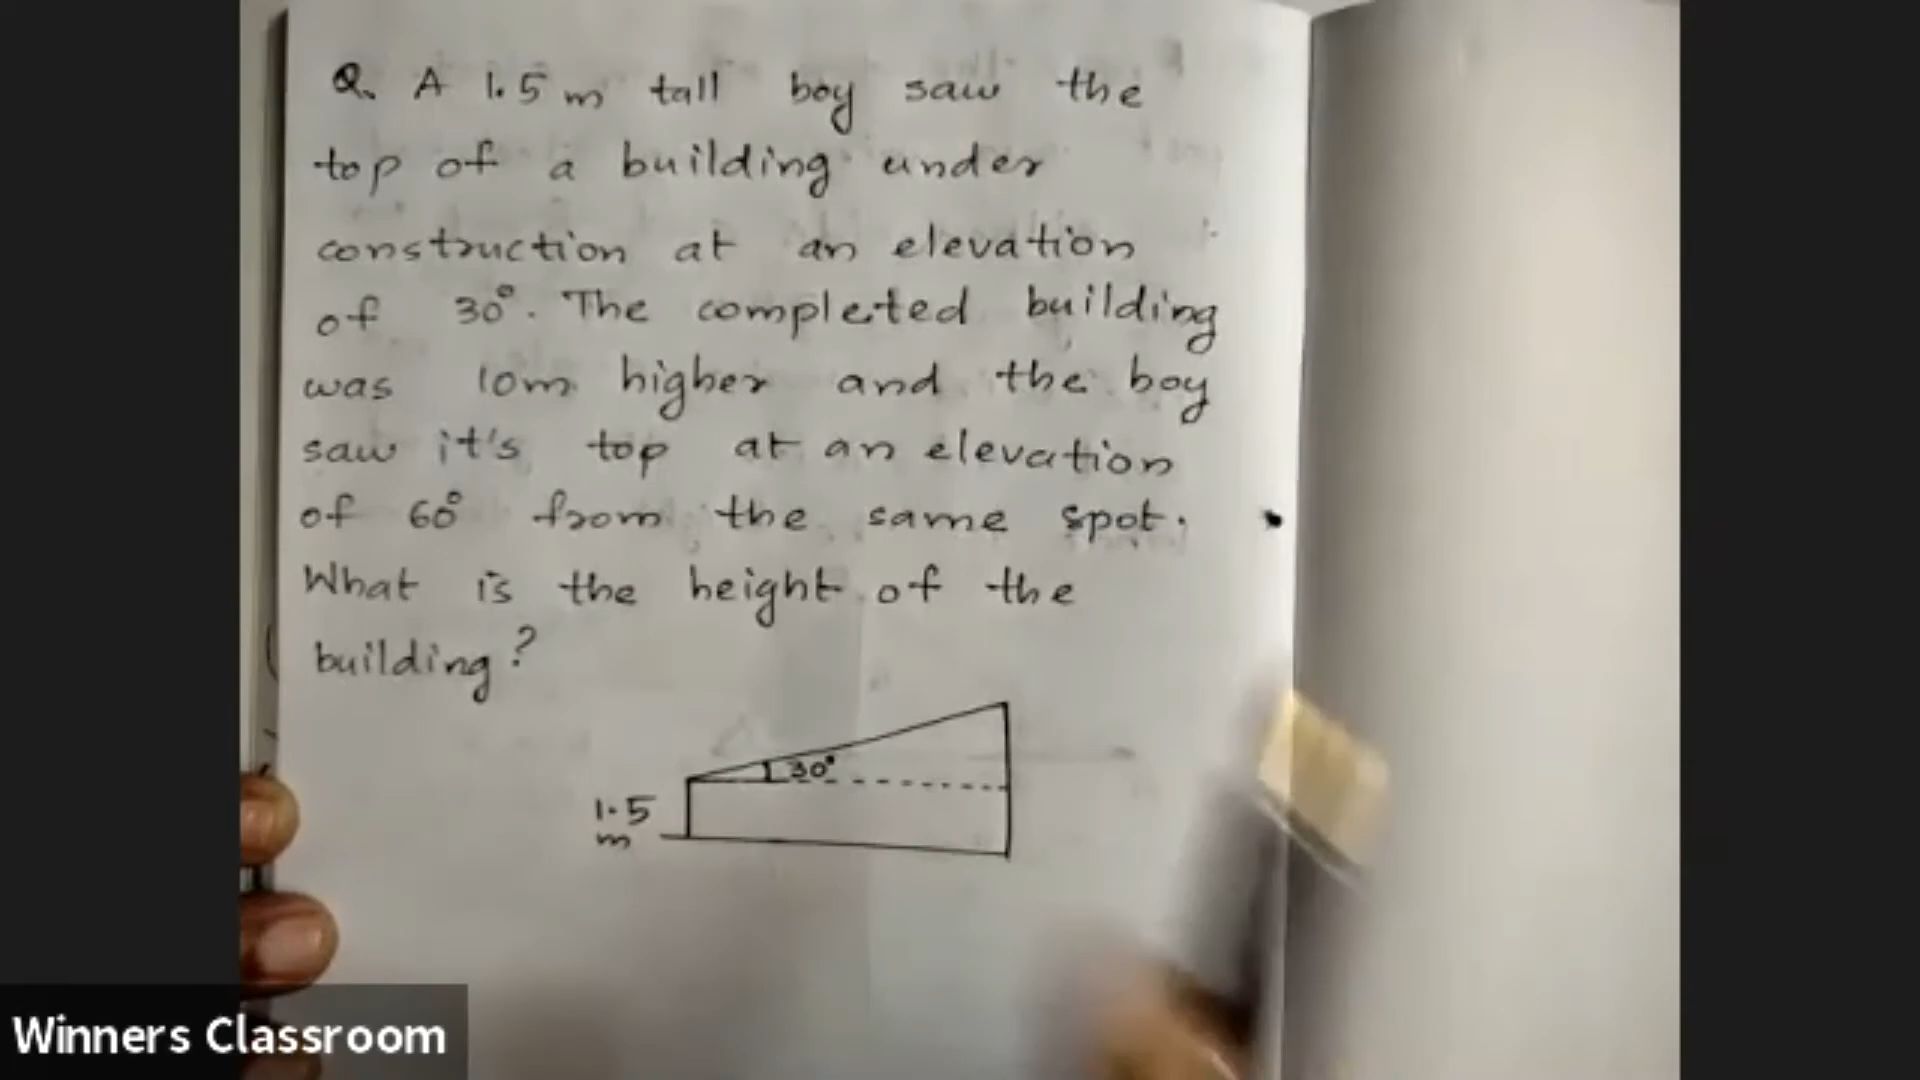 Q. A 1.5 m tall boy saw the
top of a building under
construction at an elevation
of 30°. The completed building
was 10m higher and the boy
saw it's top at an elevation
of 60° from the same spot.
What is the height of the
building?
30°
1.5
m
Winners Classroom